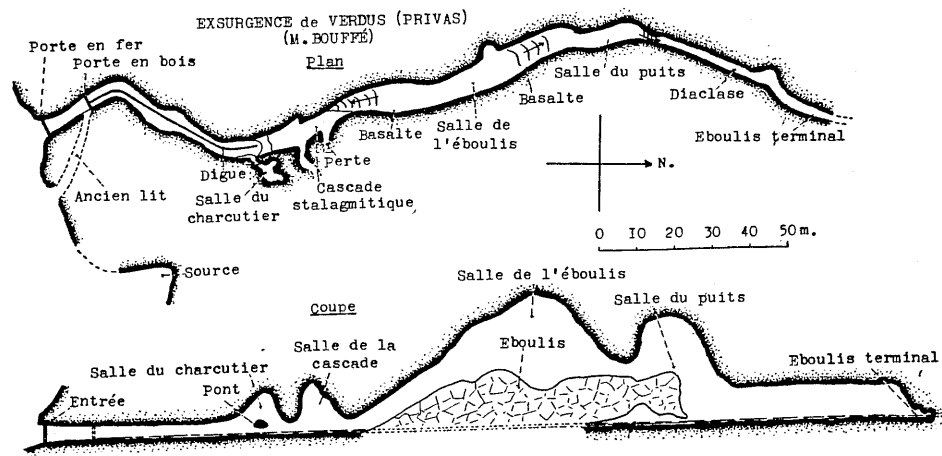 EXSURGENCE de VERDUS (PRIVAS)
(M.BOUFFÉ)
Plan
Porte en fer
Porte en bois
Salle du puits
Diaclase
Basalte
Eboulis terminal
Basalte
Salle de
l'éboulis
Perte
Digue
Cascade
stalagmitique
Salle du
charcutier
Ancien lit
N.
0 10 20 30 40 50 m.
Source
Salle de l'éboulis
Coupe
Salle du puits
Eboulis
Salle de la
cascade
Salle du charcutier
Pont
Eboulis terminal
Entrée